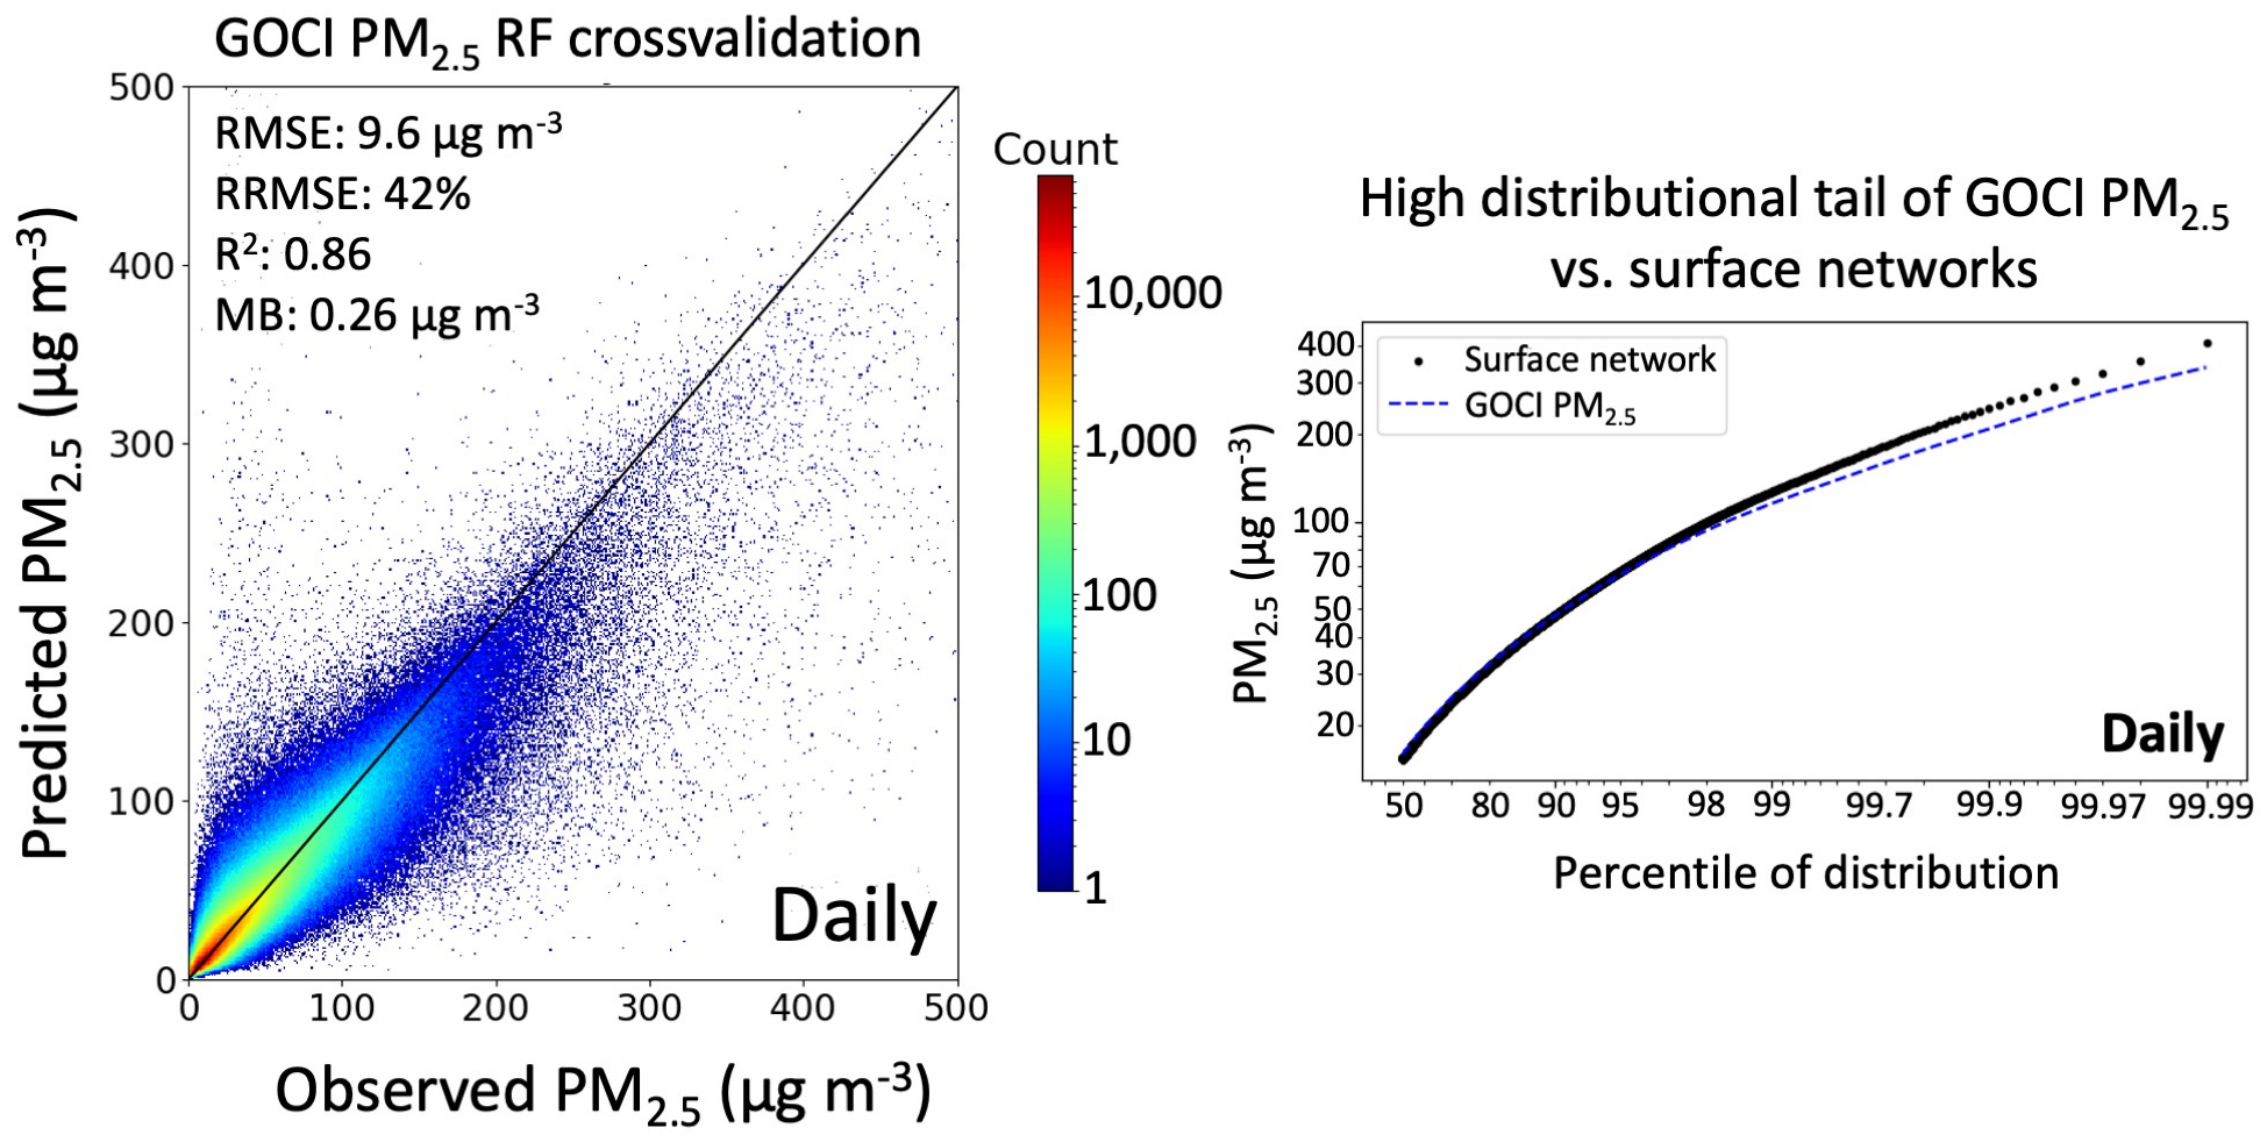 GOCI PM₂.₅ RF crossvalidation
500
400
300
200
100
0
0 100 200 300 400 500
RMSE: 9.6 µg m⁻³
RRMSE: 42%
R²: 0.86
MB: 0.26 µg m⁻³
Daily
Predicted PM₂.₅ (µg m⁻³)
Observed PM₂.₅ (µg m⁻³)
Count
10,000
1,000
100
10
1
High distributional tail of GOCI PM₂.₅
vs. surface networks
Surface network
GOCI PM₂.₅
PM₂.₅ (µg m⁻³)
400
300
200
100
70
50
40
30
20
Daily
50 80 90 95 98 99 99.7 99.9 99.97 99.99
Percentile of distribution